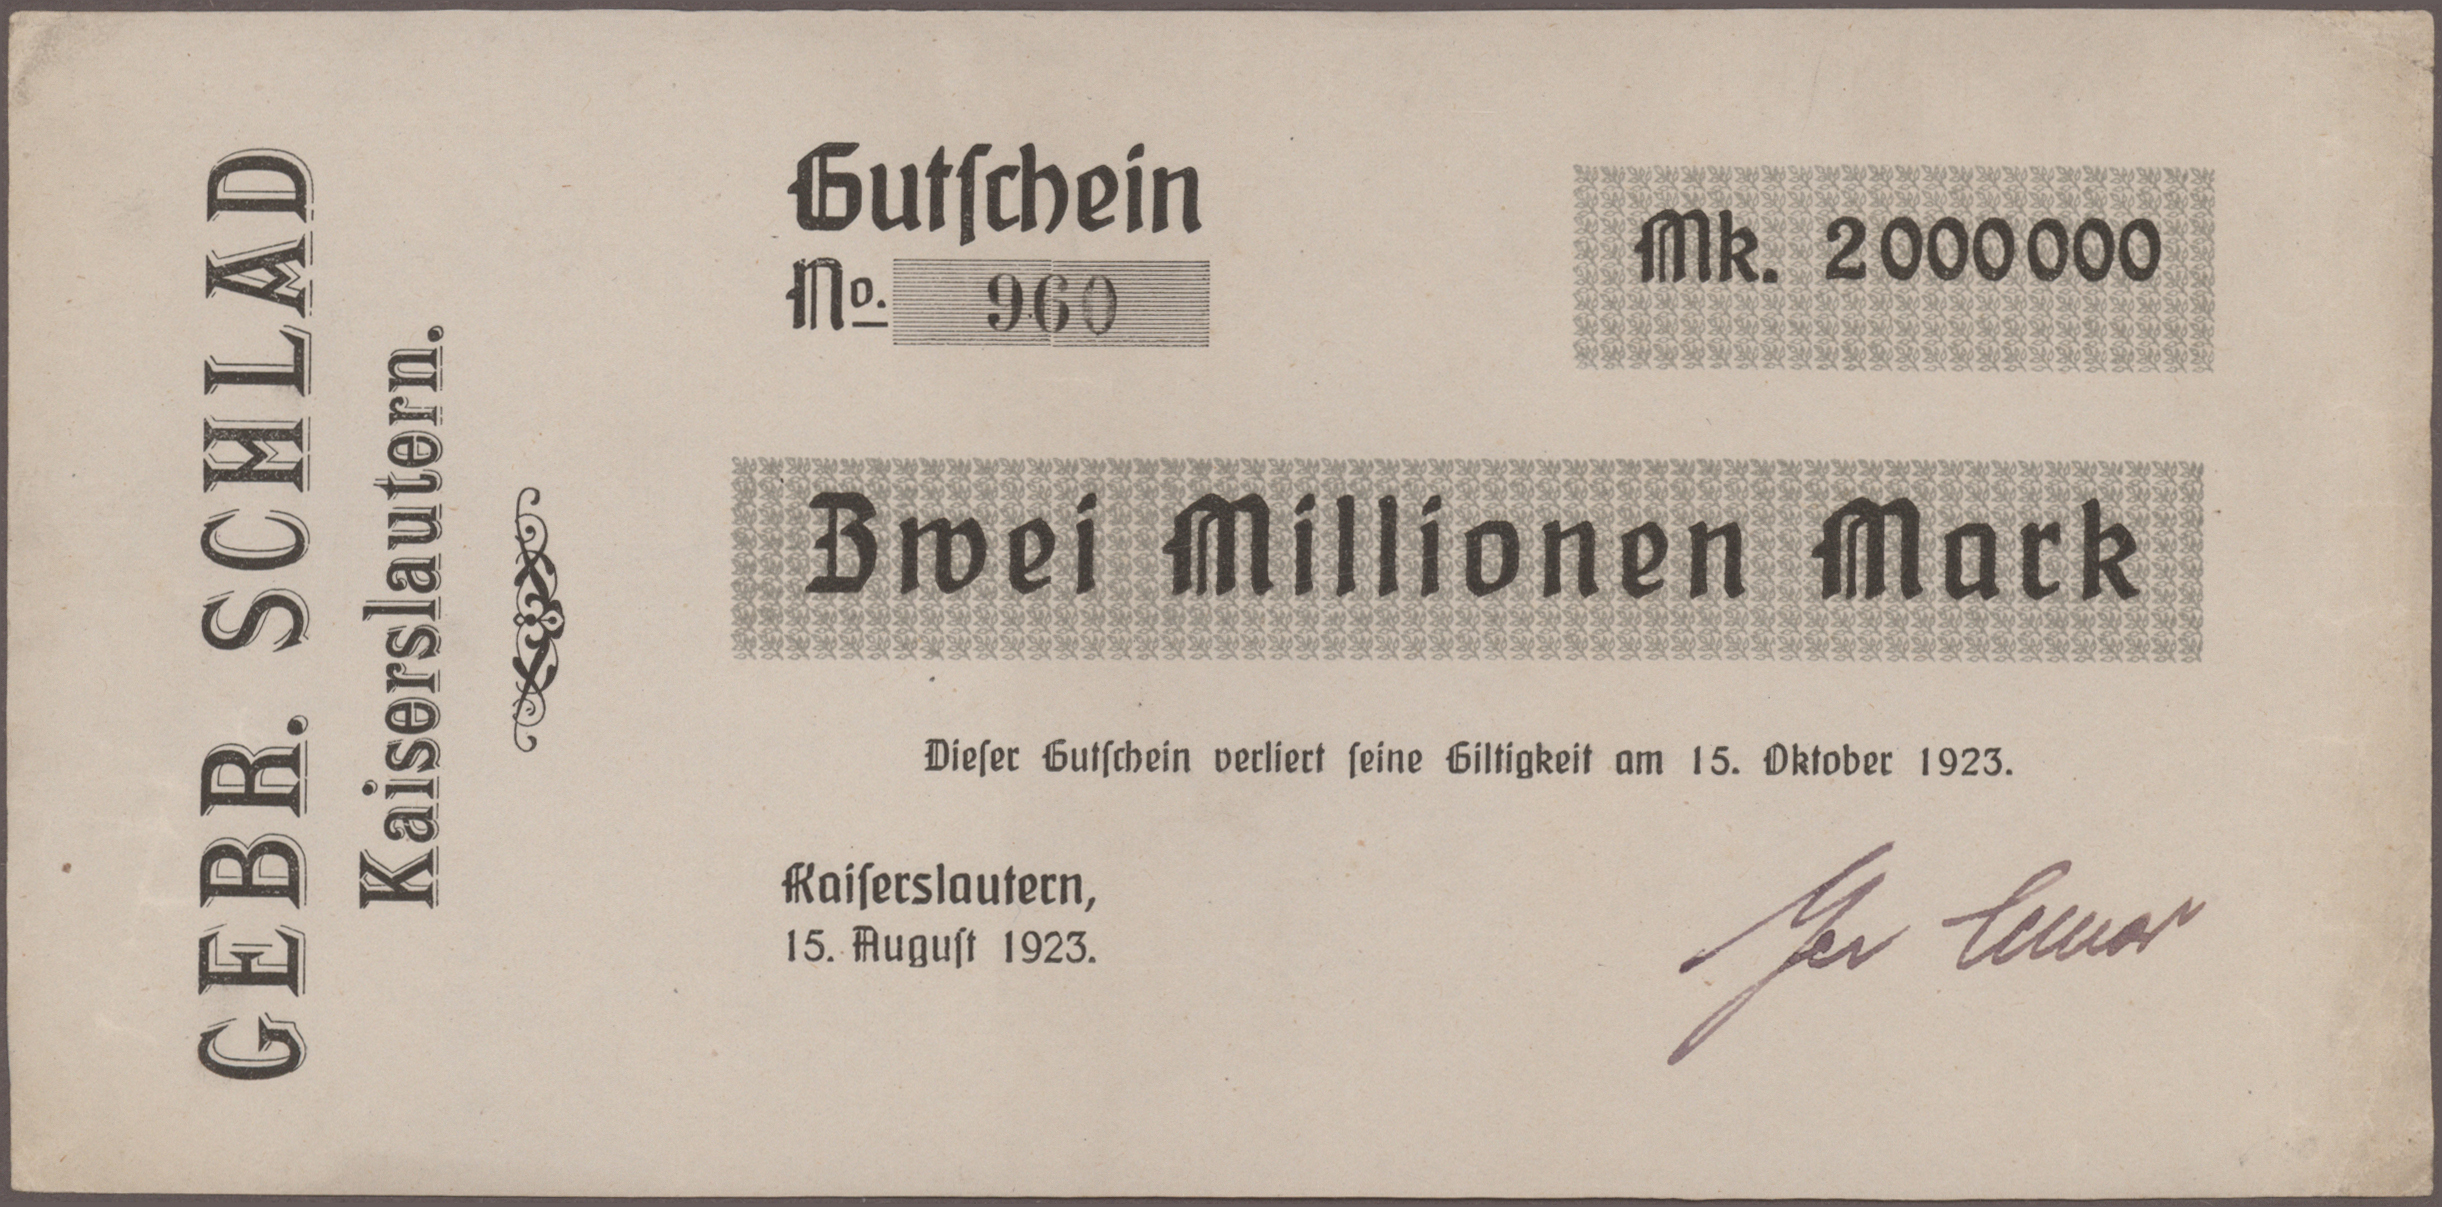 GEBR. SCHLAD
Kaiserslautern.
Gutſchein
No. 960
Mk. 2000000
Zwei Millionen Mark
Dieſer Gutſchein verliert ſeine Giltigkeit am 15. Oktober 1923.
Kaiſerslautern,
15. Auguſt 1923.